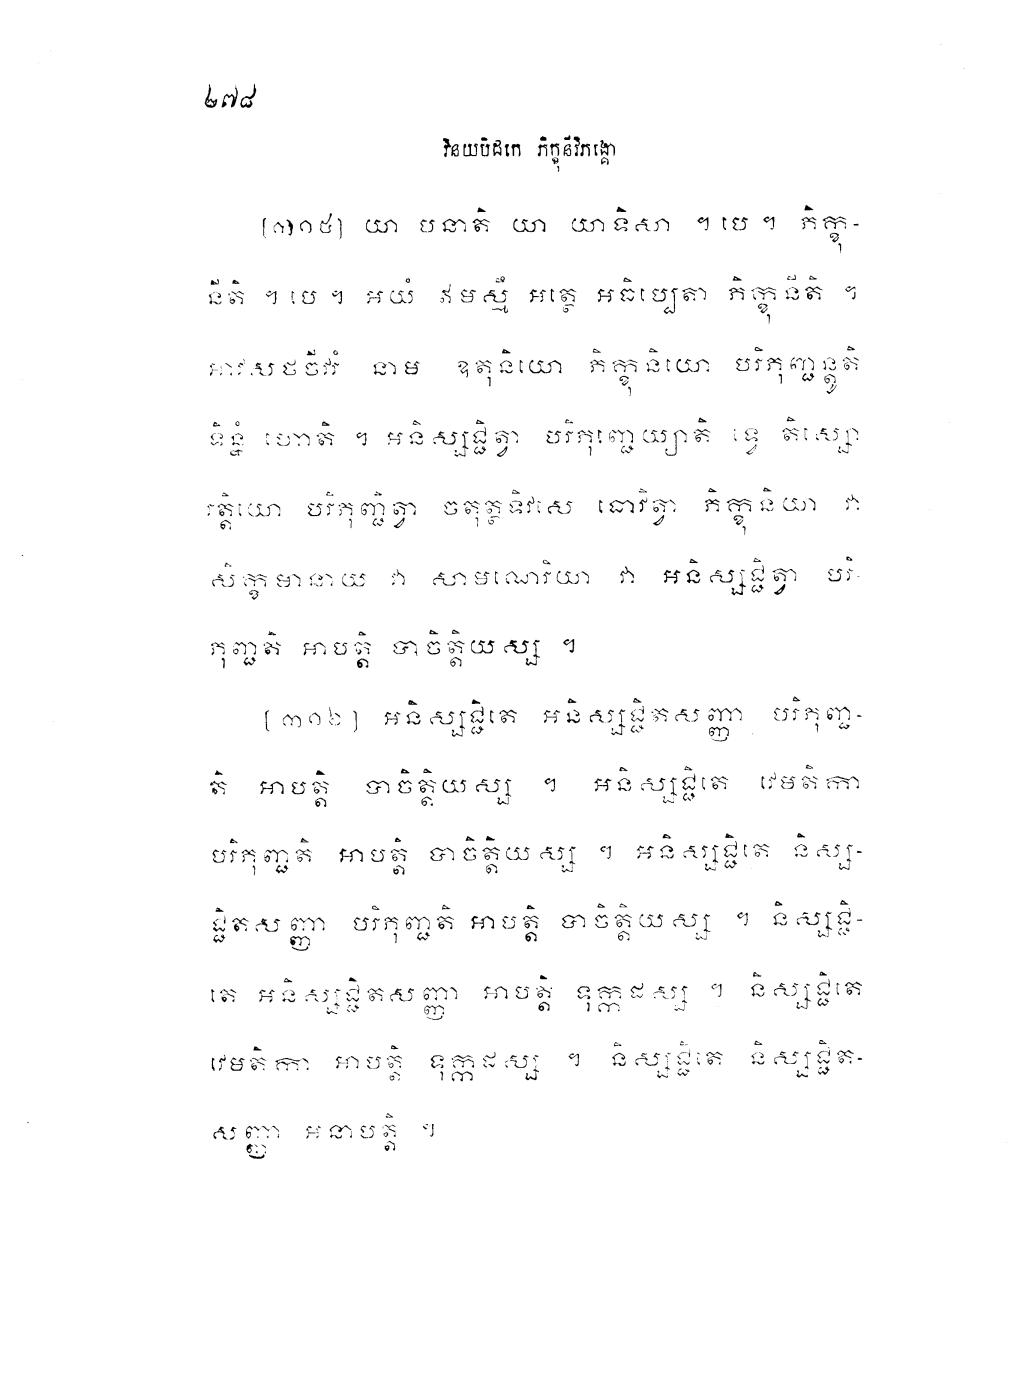 ២៧៨
វិនយបិដកេ ភិក្ខុនីវិភង្គោ
[៣១៥] យា បនាតិ យា យាទិសា ។ បេ ។ ភិក្ខុ-
នីតិ ។ បេ ។ អយំ ឥមស្មឹ អត្ថេ អធិប្បេតា ភិក្ខុនីតិ ។
អាវសថចីវរំ នាម ឧតុនិយោ ភិក្ខុនិយោ បរិភុញ្ជន្តូតិ
ទិន្នំ ហោតិ ។ អនិស្សជ្ជិត្វា បរិភុញ្ជេយ្យាតិ ទ្វេ តិស្សោ
រត្តិយោ បរិភុញ្ជិត្វា ចតុត្ថទិវសេ ធោវិត្វា ភិក្ខុនិយា វា
សិក្ខមានាយ វា សាមណេរិយា វា អនិស្សជ្ជិត្វា បរិ-
ភុញ្ជតិ អាបត្តិ បាចិត្តិយស្ស ។
[៣១៦] អនិស្សជ្ជិតេ អនិស្សជ្ជិតសញ្ញា បរិភុញ្ជ-
តិ អាបត្តិ បាចិត្តិយស្ស ។ អនិស្សជ្ជិតេ វេមតិកា
បរិភុញ្ជតិ អាបត្តិ បាចិត្តិយស្ស ។ អនិស្សជ្ជិតេ និស្ស-
ជ្ជិតសញ្ញា បរិភុញ្ជតិ អាបត្តិ បាចិត្តិយស្ស ។ និស្សជ្ជិ-
តេ អនិស្សជ្ជិតសញ្ញា អាបត្តិ ទុក្កដស្ស ។ និស្សជ្ជិតេ
វេមតិកា អាបត្តិ ទុក្កដស្ស ។ និស្សជ្ជិតេ និស្សជ្ជិត-
សញ្ញា អនាបត្តិ ។